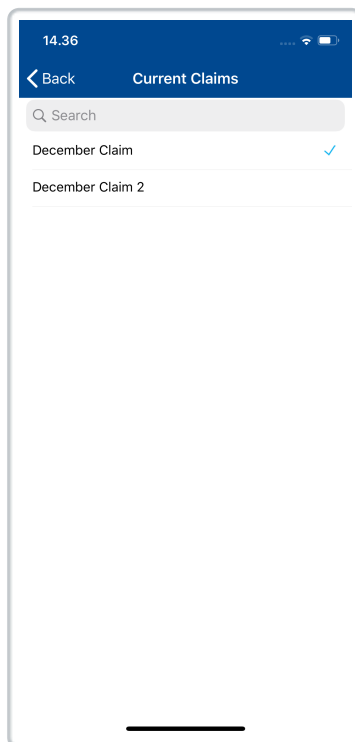 14.36
Back
Current Claims
Search
December Claim
December Claim 2